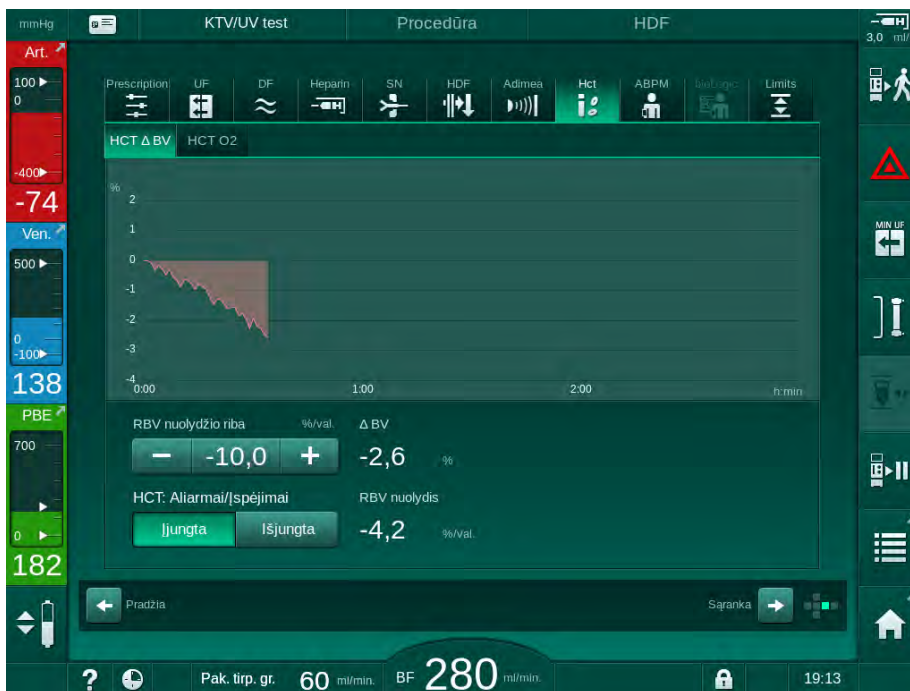 mmHg KTV/UV test Procedūra HDF
3,0 ml/
Art.
Prescription UF DF Heparin SN HDF Adimea Hct ABPM bioLogic Limits
100
0
-400
-74
HCT Δ BV HCT O2
%
2
1
0
-1
-2
-3
-4
0:00 1:00 2:00 h:min
Ven.
500
0
-100
138
MIN UF
PBE
700
0
182
RBV nuolydžio riba %/val. Δ BV
− -10,0 + -2,6 %
HCT: Aliarmai/Įspėjimai RBV nuolydis
Įjungta Išjungta -4,2 %/val.
Pradžia Sąranka
? Pak. tirp. gr. 60 ml/min. BF 280 ml/min. 19:13